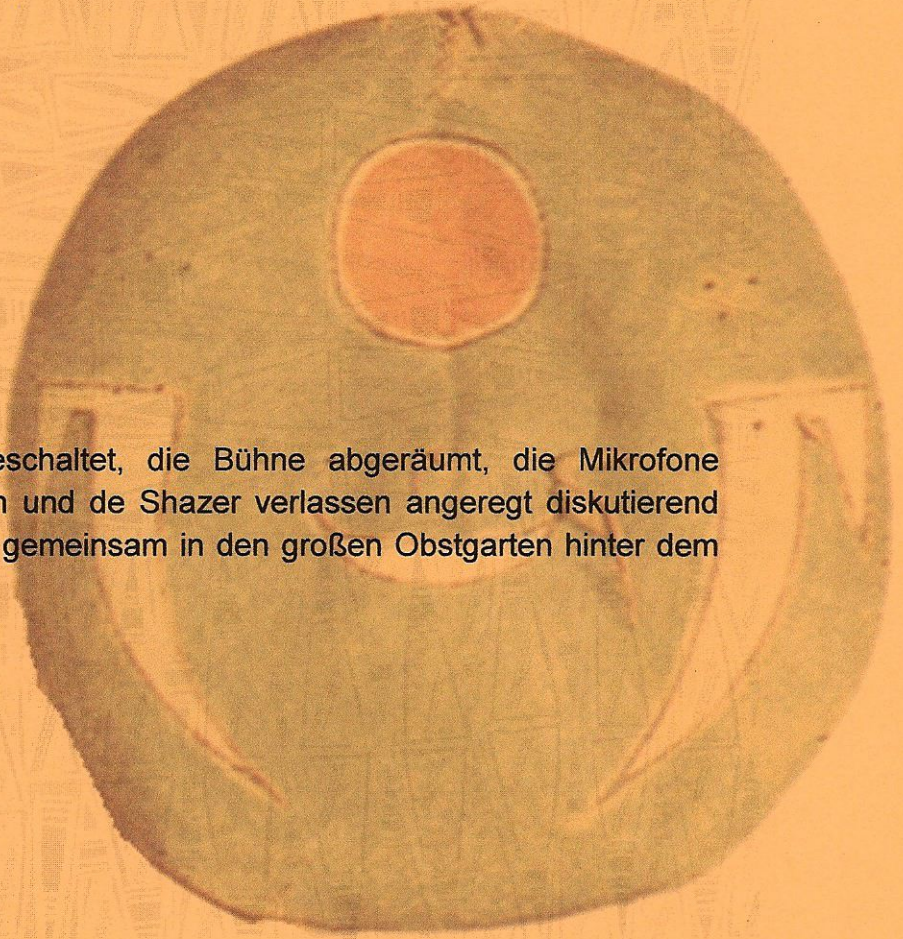 eschaltet, die Bühne abgeräumt, die Mikrofone
n und de Shazer verlassen angeregt diskutierend
gemeinsam in den großen Obstgarten hinter dem